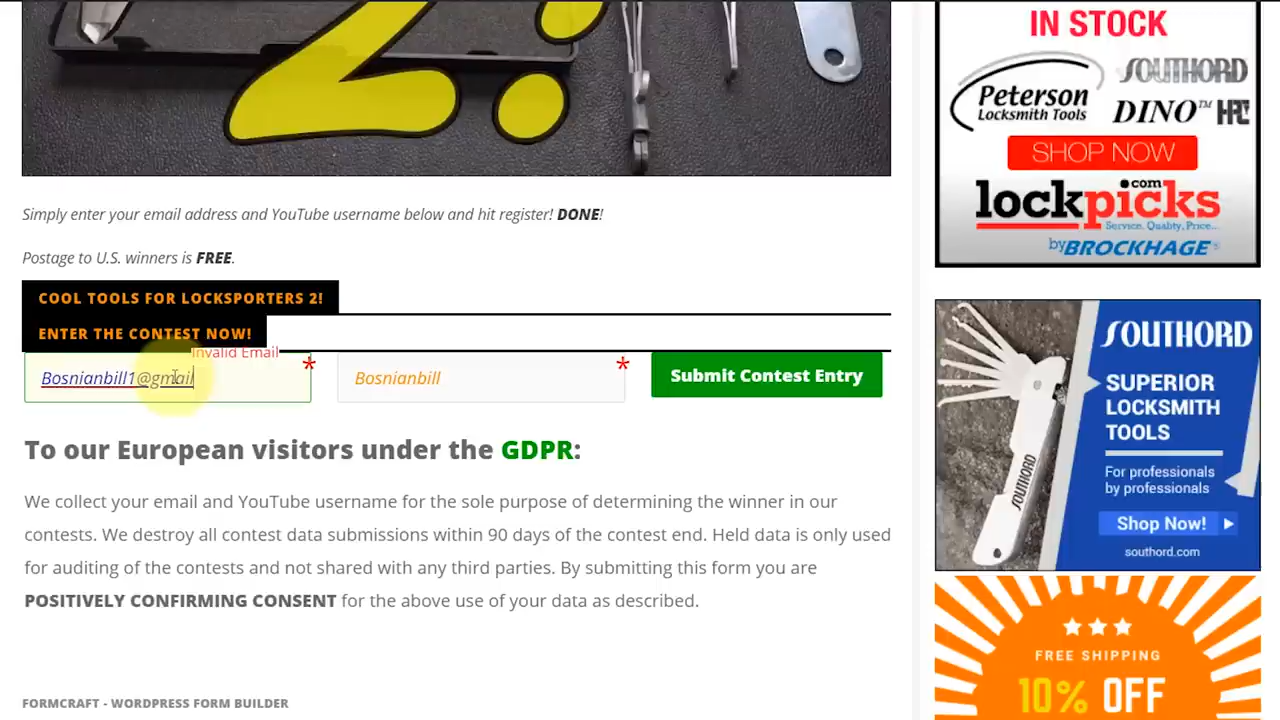 2!
Simply enter your email address and YouTube username below and hit register! DONE!
Postage to U.S. winners is FREE.
COOL TOOLS FOR LOCKSPORTERS 2!
ENTER THE CONTEST NOW!
Invalid Email
Bosnianbill1@gmail
*
Bosnianbill
*
Submit Contest Entry
To our European visitors under the GDPR:
We collect your email and YouTube username for the sole purpose of determining the winner in our
contests. We destroy all contest data submissions within 90 days of the contest end. Held data is only used
for auditing of the contests and not shared with any third parties. By submitting this form you are
POSITIVELY CONFIRMING CONSENT for the above use of your data as described.
FORMCRAFT - WORDPRESS FORM BUILDER
IN STOCK
Peterson
Locksmith Tools
SOUTHORD
DINO™ HPC
SHOP NOW
lockpicks.com
Service, Quality, Price...
by BROCKHAGE®
SOUTHORD
SUPERIOR
LOCKSMITH
TOOLS
For professionals
by professionals
Shop Now!
southord.com
SOUTHORD
FREE SHIPPING
10% OFF